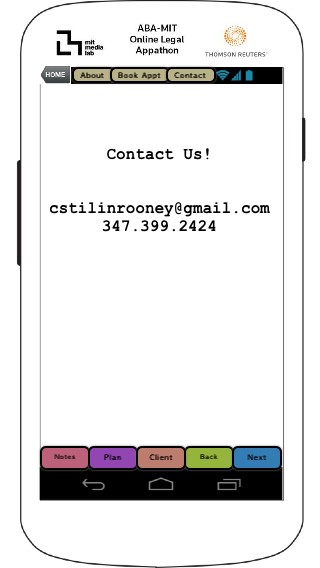 mit
media
lab
ABA-MIT
Online Legal
Appathon
THOMSON REUTERS
HOME About Book Appt Contact
Contact Us!
cstilinrooney@gmail.com
347.399.2424
Notes Plan Client Back Next